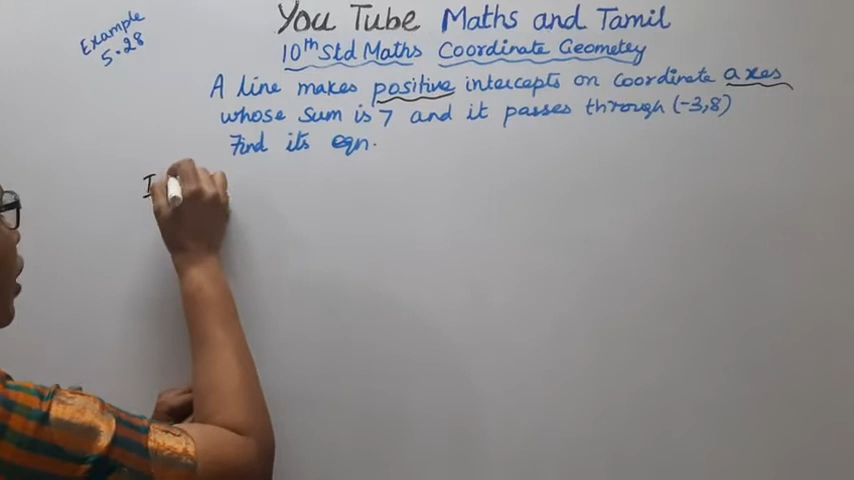 You Tube Maths and Tamil
Example
5.28
10th Std Maths Coordinate Geometry
A line makes positive intercepts on coordinate axes
whose sum is 7 and it passes through (-3,8)
Find its eqn.
I